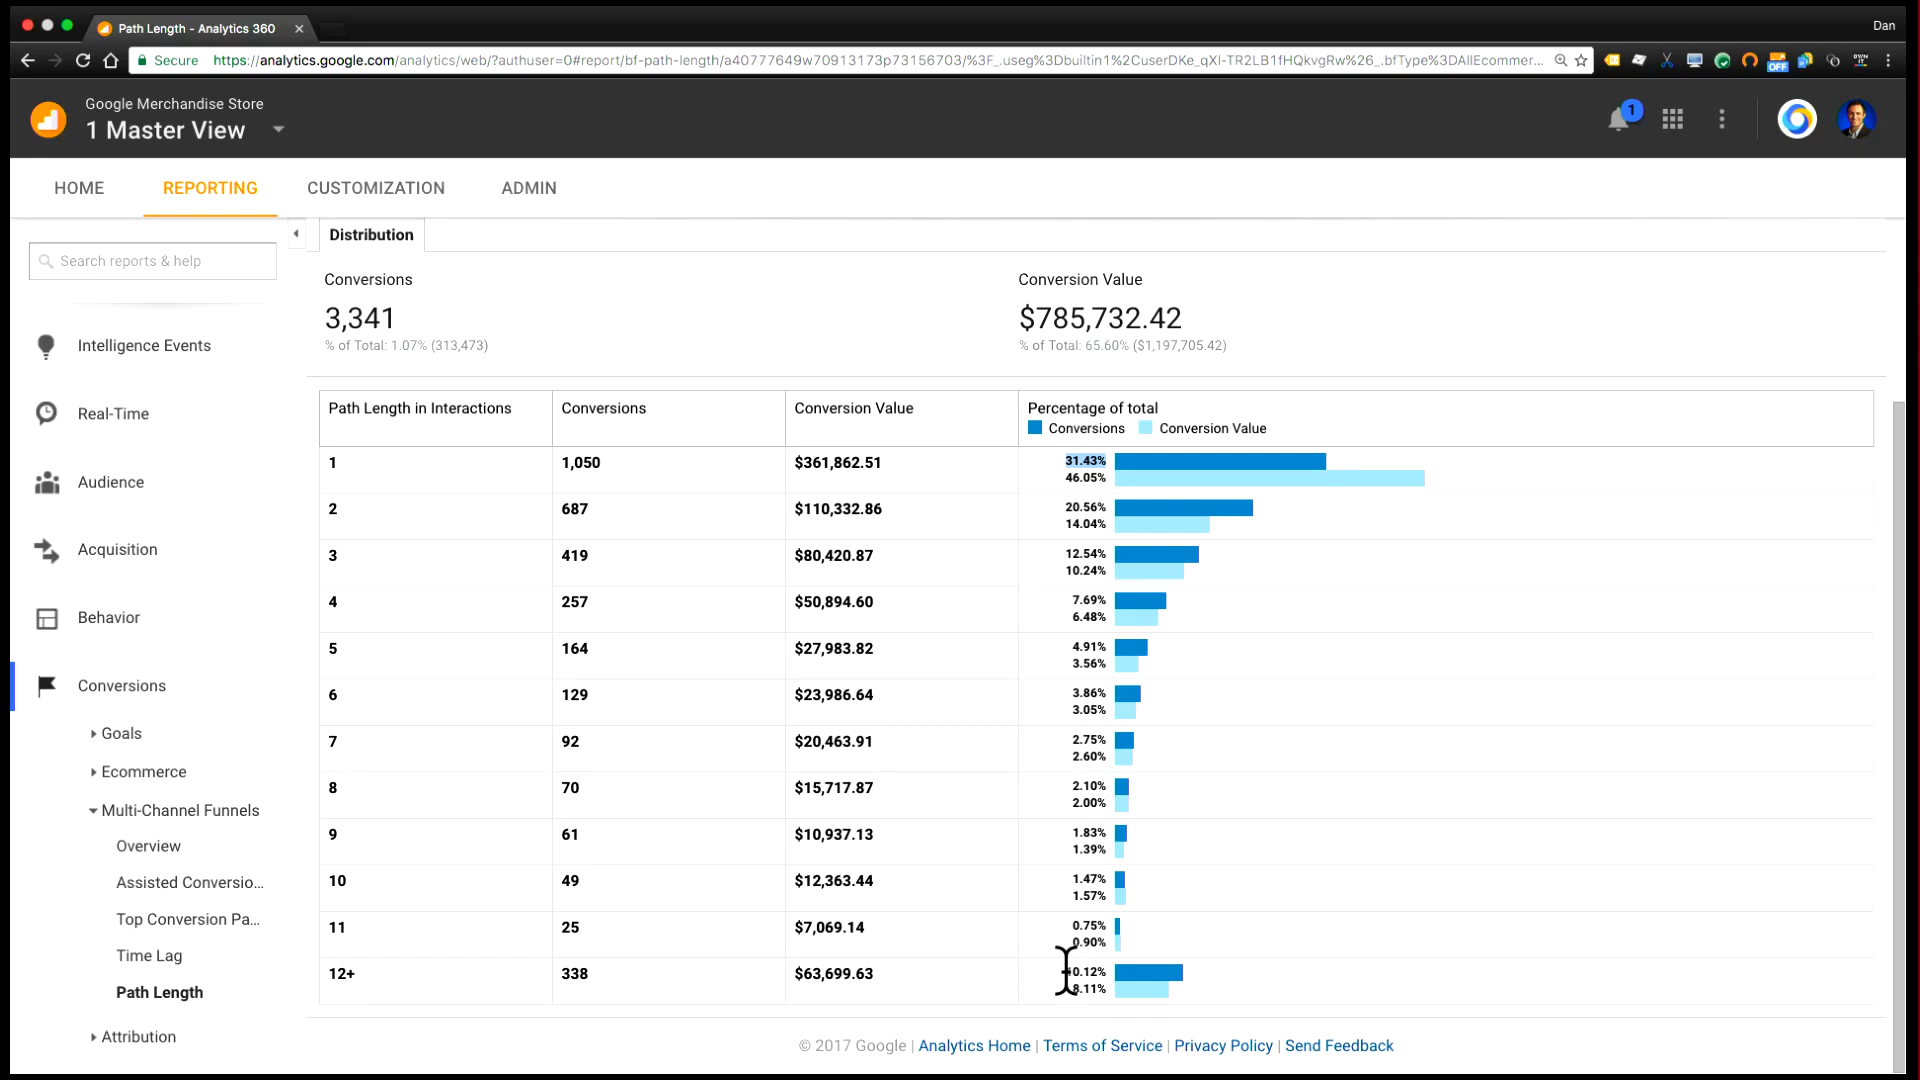 Path Length - Analytics 360
Dan
Secure https://analytics.google.com/analytics/web/?authuser=0#report/bf-path-length/a40777649w70913173p73156703/%3F_.useg%3Dbuiltin1%2CuserDKe_qXI-TR2LB1fHQkvgRw%26_.bfType%3DAllEcommer...
OFF
Google Merchandise Store
1 Master View
1
HOME REPORTING CUSTOMIZATION ADMIN
Search reports & help
Intelligence Events
Real-Time
Audience
Acquisition
Behavior
Conversions
Goals
Ecommerce
Multi-Channel Funnels
Overview
Assisted Conversio...
Top Conversion Pa...
Time Lag
Path Length
Attribution
Distribution
Conversions
3,341
% of Total: 1.07% (313,473)
Conversion Value
$785,732.42
% of Total: 65.60% ($1,197,705.42)
Path Length in Interactions Conversions Conversion Value Percentage of total
Conversions Conversion Value
1 1,050 $361,862.51 31.43%
46.05%
2 687 $110,332.86 20.56%
14.04%
3 419 $80,420.87 12.54%
10.24%
4 257 $50,894.60 7.69%
6.48%
5 164 $27,983.82 4.91%
3.56%
6 129 $23,986.64 3.86%
3.05%
7 92 $20,463.91 2.75%
2.60%
8 70 $15,717.87 2.10%
2.00%
9 61 $10,937.13 1.83%
1.39%
10 49 $12,363.44 1.47%
1.57%
11 25 $7,069.14 0.75%
0.90%
12+ 338 $63,699.63 10.12%
8.11%
© 2017 Google | Analytics Home | Terms of Service | Privacy Policy | Send Feedback